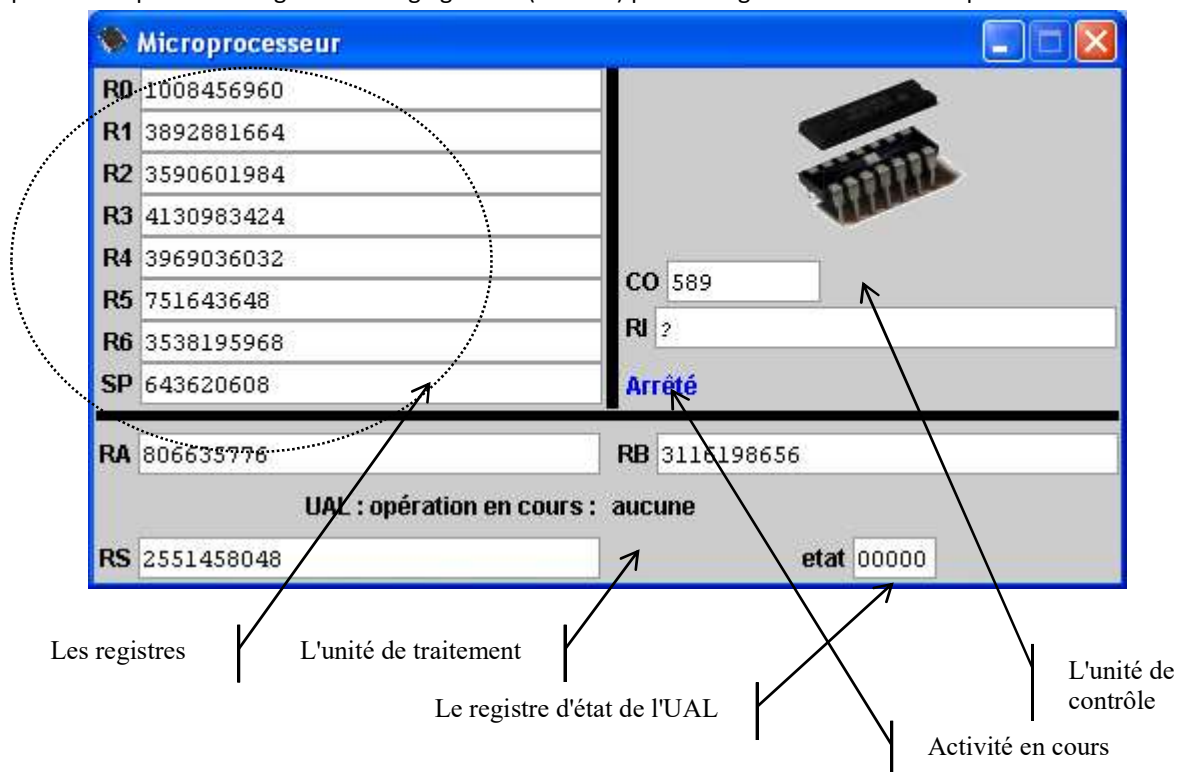 Microprocesseur
R0 1008456960
R1 3892881664
R2 3590601984
R3 4130983424
R4 3969036032
R5 751643648
R6 3538195968
SP 643620608
CO 589
RI ?
Arrêté
RA 806635776
RB 3116198656
UAL : opération en cours : aucune
RS 2551458048
etat 00000
Les registres
L'unité de traitement
Le registre d'état de l'UAL
L'unité de
contrôle
Activité en cours